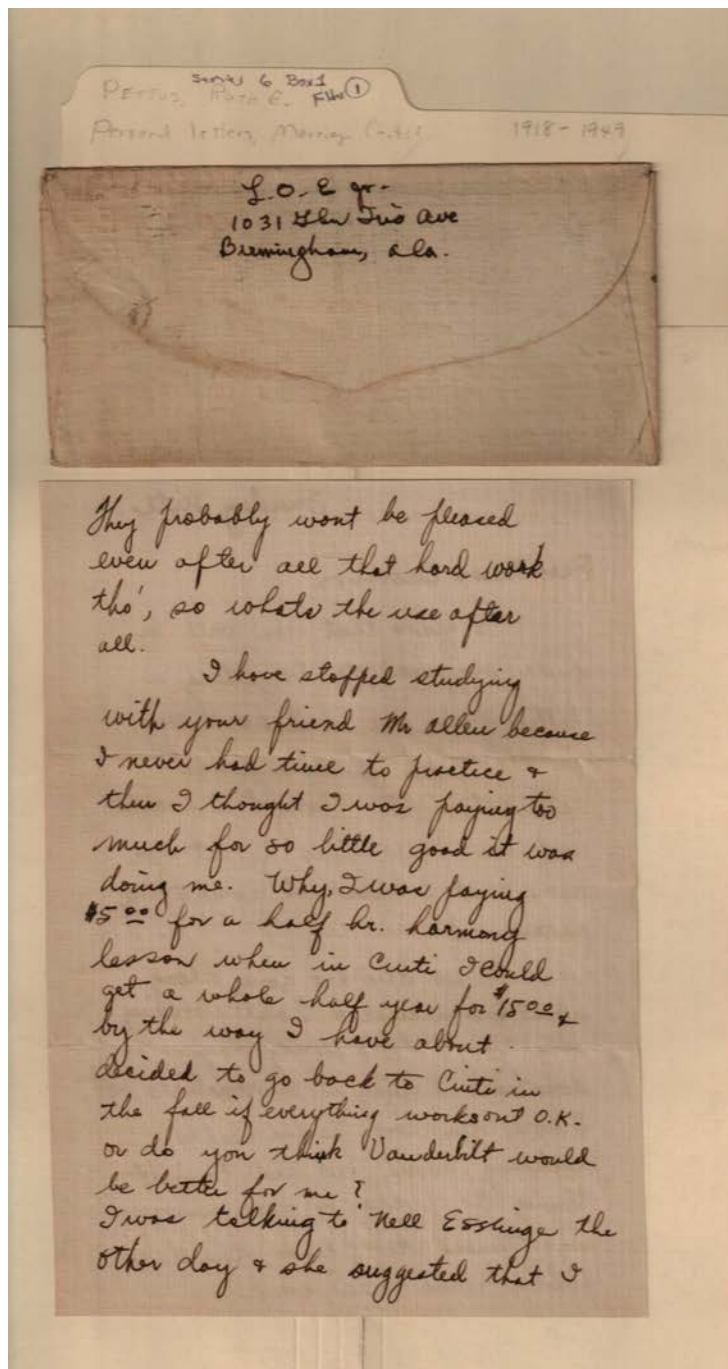 Series 6 Box 1
Pettus, Ruth E. File 1
Personal letters, Marriage 1918-1949
L.O.E. Jr.
1031 Glen Iris Ave
Birmingham, Ala.
They probably wont be pleased
even after all that hard work
tho', so whats the use after
all.
I have stopped studying
with your friend Mr Allen because
I never had time to practice &
then I thought I was paying too
much for so little good it was
doing me. Why, I was paying
$5.00 for a half hr. harmony
lesson when in Cinti I could
get a whole half year for $15.00 &
by the way I have about
decided to go back to Cinti in
the fall if everything works out O.K.
or do you think Vanderbilt would
be better for me?
I was talking to Nell Esslinger the
other day & she suggested that I